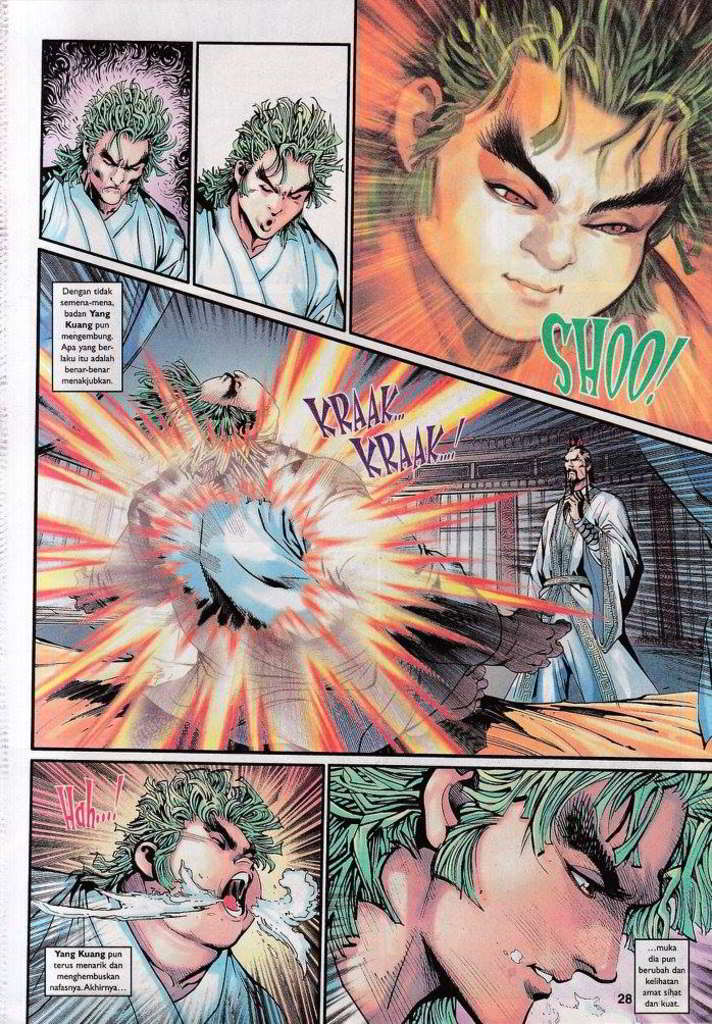 SHOO!
Dengan tidak
semena-mena,
badan Yang
Kuang pun
mengembung.
Apa yang ber-
laku itu adalah
benar-benar
menakjubkan.
KRAAK...
KRAAK...!
Hah...!
Yang Kuang pun
terus menarik dan
menghembuskan
nafasnya. Akhirnya...
...muka
dia pun
berubah dan
kelihatan
amat sihat
dan kuat.
28